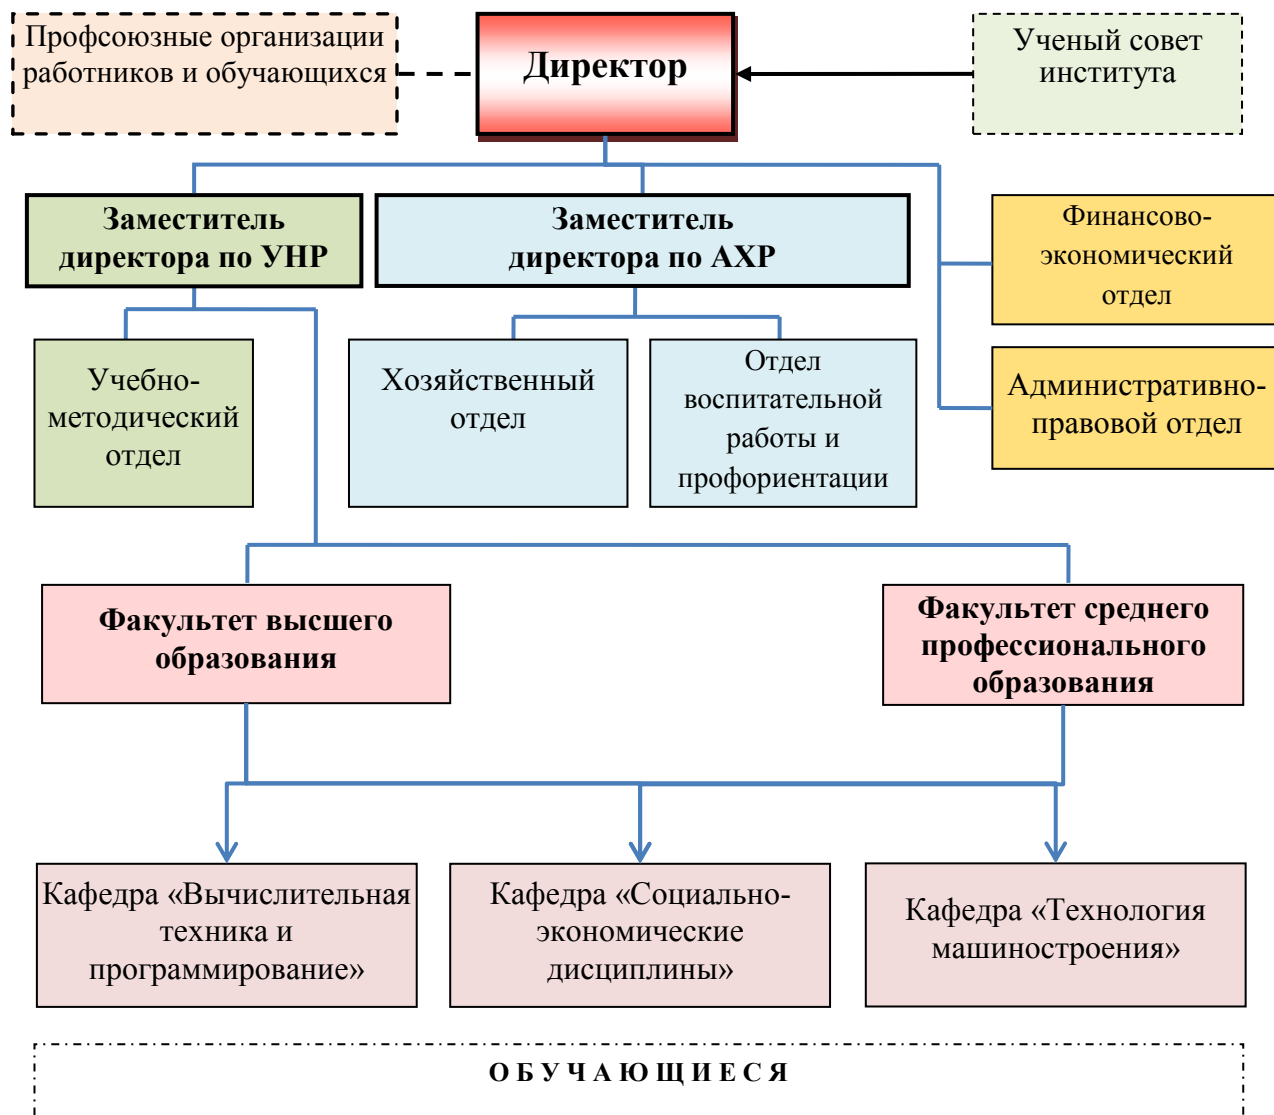 Профсоюзные организации
работников и обучающихся
Директор
Ученый совет
института
Заместитель
директора по УНР
Заместитель
директора по АХР
Финансово-
экономический
отдел
Учебно-
методический
отдел
Хозяйственный
отдел
Отдел
воспитательной
работы и
профориентации
Административно-
правовой отдел
Факультет высшего
образования
Факультет среднего
профессионального
образования
Кафедра «Вычислительная
техника и
программирование»
Кафедра «Социально-
экономические
дисциплины»
Кафедра «Технология
машиностроения»
О Б У Ч А Ю Щ И Е С Я